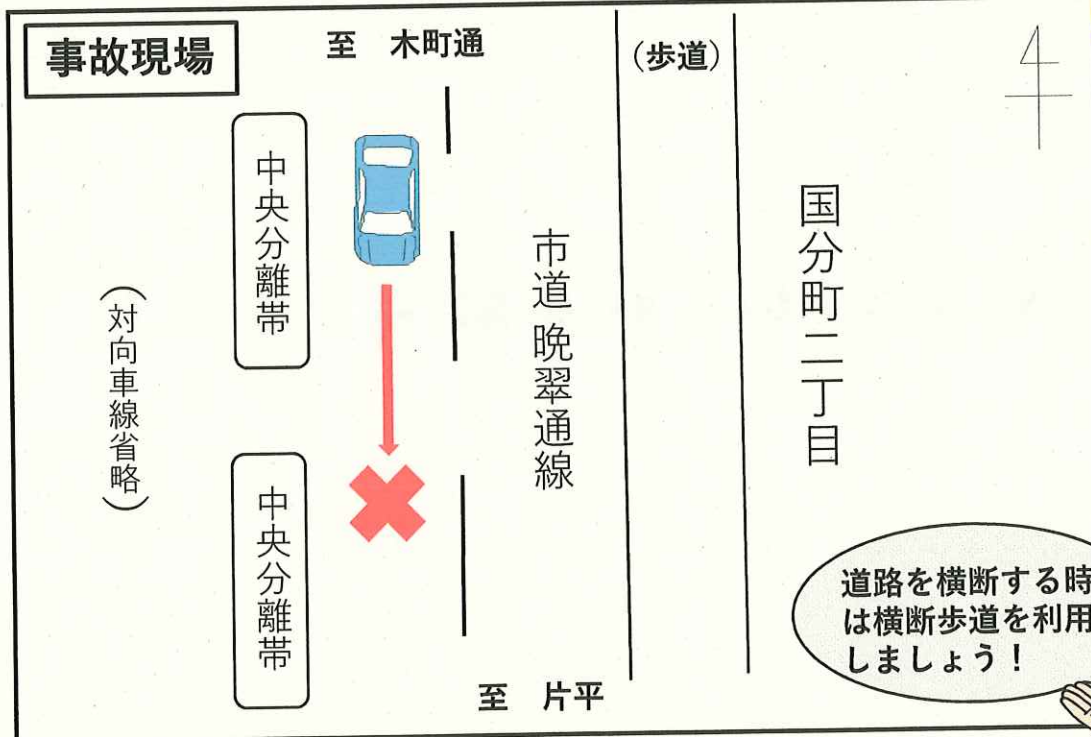 事故現場
至 木町通
(歩道)
中央分離帯
(対向車線省略)
市道 晩翠通線
国分町二丁目
中央分離帯
道路を横断する時
は横断歩道を利用
しましょう!
至 片平